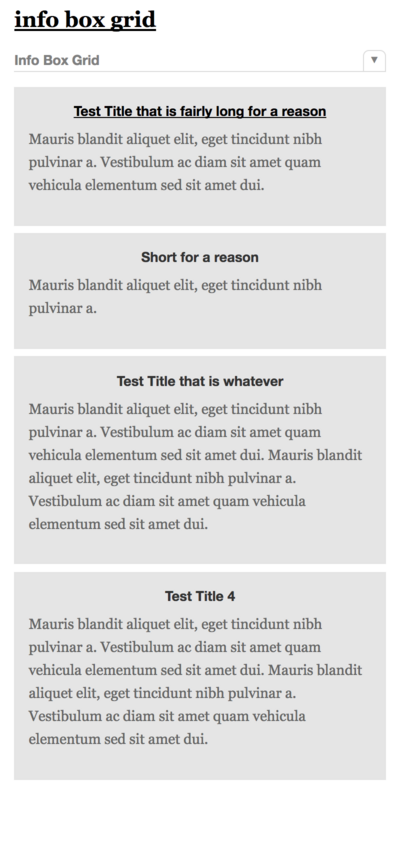 info box grid
Info Box Grid
Test Title that is fairly long for a reason
Mauris blandit aliquet elit, eget tincidunt nibh
pulvinar a. Vestibulum ac diam sit amet quam
vehicula elementum sed sit amet dui.
Short for a reason
Mauris blandit aliquet elit, eget tincidunt nibh
pulvinar a.
Test Title that is whatever
Mauris blandit aliquet elit, eget tincidunt nibh
pulvinar a. Vestibulum ac diam sit amet quam
vehicula elementum sed sit amet dui. Mauris blandit
aliquet elit, eget tincidunt nibh pulvinar a.
Vestibulum ac diam sit amet quam vehicula
elementum sed sit amet dui.
Test Title 4
Mauris blandit aliquet elit, eget tincidunt nibh
pulvinar a. Vestibulum ac diam sit amet quam
vehicula elementum sed sit amet dui. Mauris blandit
aliquet elit, eget tincidunt nibh pulvinar a.
Vestibulum ac diam sit amet quam vehicula
elementum sed sit amet dui.